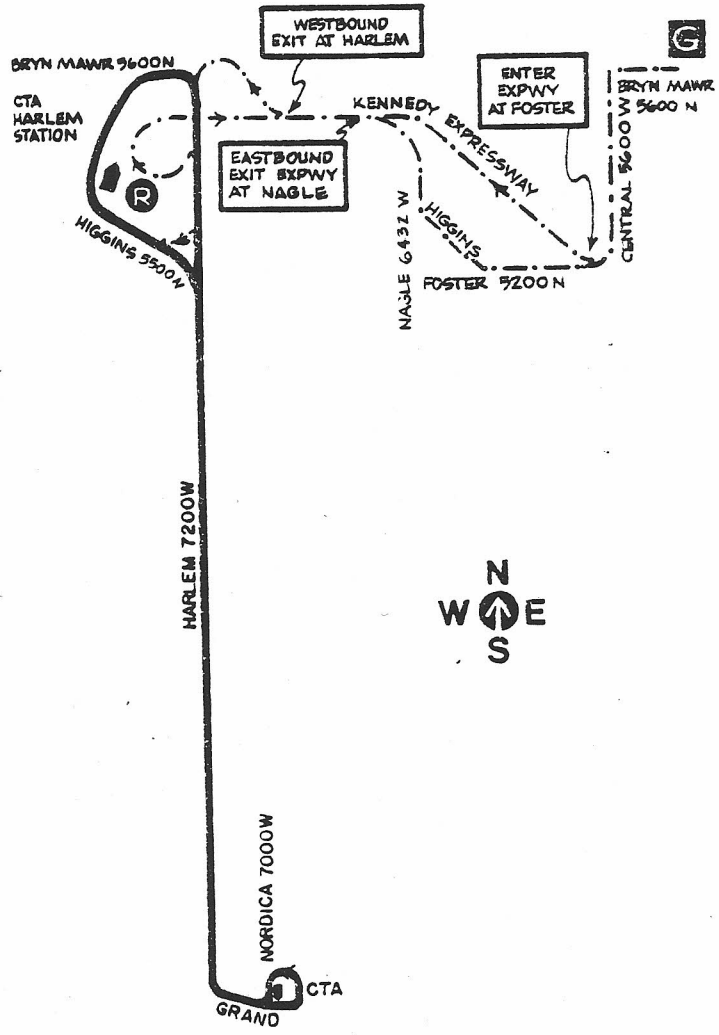 WESTBOUND
EXIT AT HARLEM
G
BRYN MAWR 5600N
CTA
HARLEM
STATION
ENTER
EXPWY
AT FOSTER
BRYN MAWR
5600 N
KENNEDY EXPRESSWAY
EASTBOUND
EXIT EXPWY
AT NAGLE
CENTRAL 5600W
R
HIGGINS 5500N
NAGLE 6432 W
HIGGINS
FOSTER 5200N
HARLEM 7200W
N
W E
S
NORDICA 7000W
CTA
GRAND